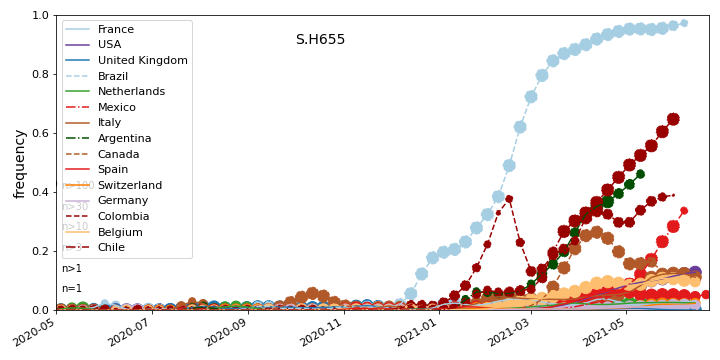 S.H655
1.0
0.8
0.6
0.4
0.2
0.0
frequency
France
USA
United Kingdom
Brazil
Netherlands
Mexico
Italy
Argentina
Canada
Spain
Switzerland
Germany
Colombia
Belgium
Chile
n>100
n>30
n>10
n>1
n=1
2020-05
2020-07
2020-09
2020-11
2021-01
2021-03
2021-05